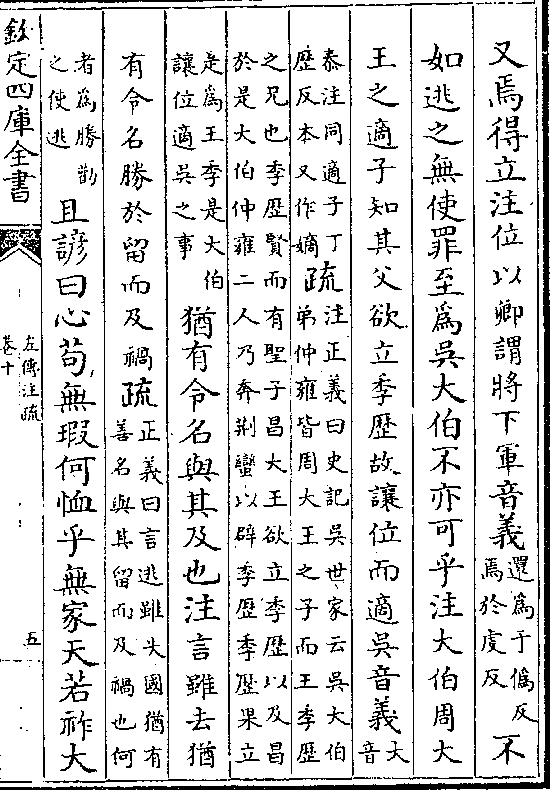 又焉得立注位以卿謂將下軍音義還為于偽反焉於虔反不
如逃之無使罪至為吳大伯不亦可乎注大伯周大
王之適子知其父欲立季歴故讓位而適吳音義大音
泰注同適子丁歴反本又作嫡疏注正義曰史記吳世家云吳大伯弟仲雍皆周大王之子而王季歴
之兄也季歴賢而有聖子昌大王欲立季歴以及昌於是大伯仲雍二人乃奔荆蠻以辟季歴季歴果立
是為王季是大伯讓位適吳之事猶有令名與其及也注言雖去猶
有令名勝於留而及禍疏正義曰言逃雖失國猶有善名與其留而及禍也何
者為勝勸之使逃且諺曰心苟無瑕何恤乎無家天若祚大
欽定四庫全書
左傳注疏
卷十
五